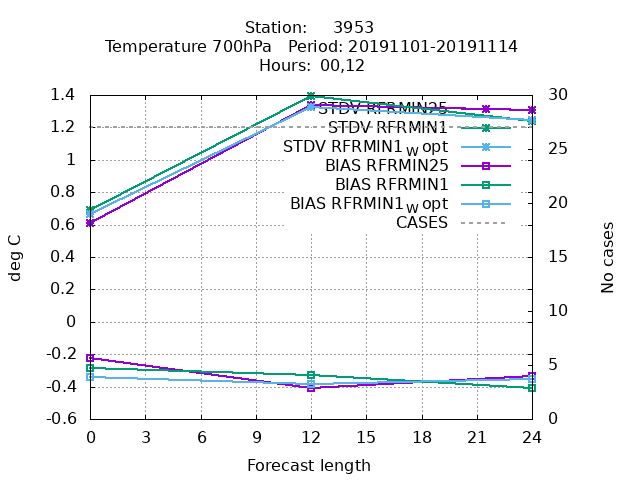 Station: 3953
Temperature 700hPa Period: 20191101-20191114
Hours: 00,12
1.4 30
STDV RFRMIN25
1.2 STDV RFRMIN1
STDV RFRMIN1w opt 25
1 BIAS RFRMIN25
BIAS RFRMIN1
0.8 BIAS RFRMIN1w opt 20
0.6 CASES
deg C
0.4 15
No cases
0.2
0 10
-0.2 5
-0.4
-0.6 0
0 3 6 9 12 15 18 21 24
Forecast length